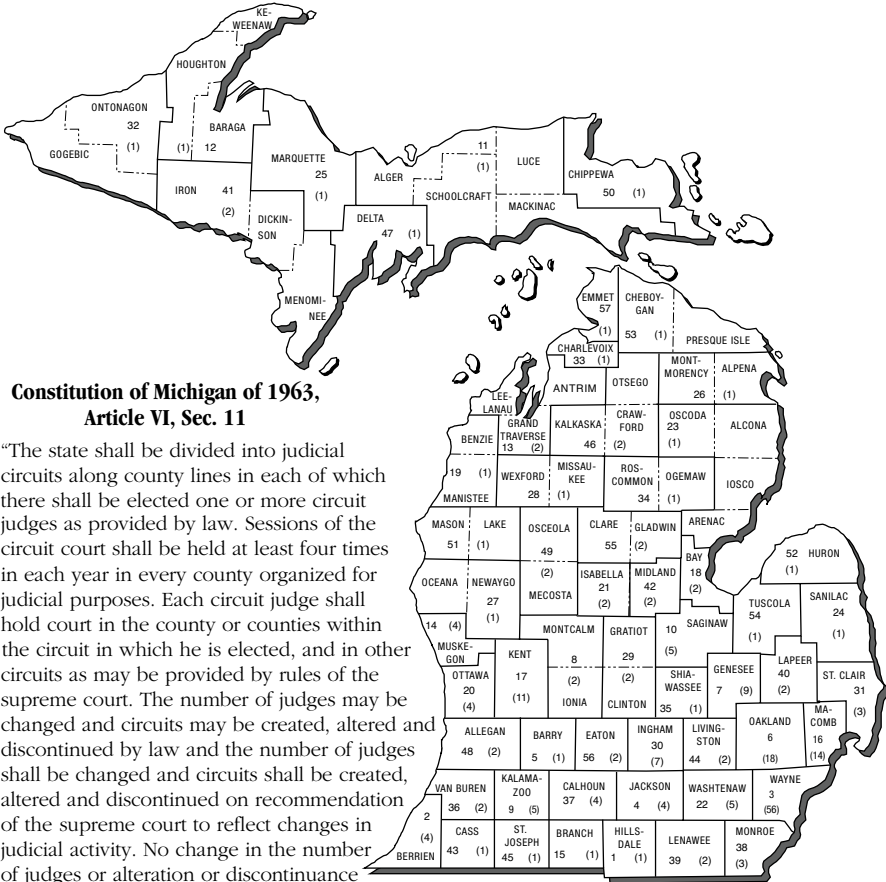 KE-
WEENAW
HOUGHTON
ONTONAGON
32
(1)
GOGEBIC
BARAGA
(1) 12
MARQUETTE
25
(1)
IRON 41
(2)
DICKIN-
SON
MENOMI-
NEE
ALGER
DELTA
47 (1)
11
(1)
SCHOOLCRAFT
LUCE
MACKINAC
CHIPPEWA
50 (1)
EMMET
57
(1)
CHEBOY-
GAN
53 (1)
PRESQUE ISLE
CHARLEVOIX
33 (1)
ANTRIM
OTSEGO
MONT-
MORENCY
26
ALPENA
(1)
LEE-
LANAU
BENZIE
GRAND
TRAVERSE
13 (2)
KALKASKA
46
CRAW-
FORD
(2)
OSCODA
23
(1)
ALCONA
19 (1)
MANISTEE
WEXFORD
28
MISSAU-
KEE
(1)
ROS-
COMMON
34
OGEMAW
(1)
IOSCO
MASON
51
LAKE
(1)
OSCEOLA
49
(2)
MECOSTA
CLARE
55
GLADWIN
(2)
ARENAC
BAY
18
(2)
52 HURON
(1)
OCEANA
NEWAYGO
27
(1)
ISABELLA
21
(2)
MIDLAND
42
(2)
TUSCOLA
54
(1)
SANILAC
24
(1)
14 (4)
MUSKE-
GON
MONTCALM
8
(2)
IONIA
GRATIOT
29
(2)
CLINTON
10
(5)
SAGINAW
OTTAWA
20
(4)
KENT
17
(11)
SHIA-
WASSEE
35 (1)
GENESEE
7 (9)
LAPEER
40
(2)
ST. CLAIR
31
(3)
ALLEGAN
48 (2)
BARRY
5 (1)
EATON
56 (2)
INGHAM
30
(7)
LIVING-
STON
44 (2)
OAKLAND
6
(18)
MA-
COMB
16
(14)
VAN BUREN
36 (2)
KALAMA-
ZOO
9 (5)
CALHOUN
37 (4)
JACKSON
4 (4)
WASHTENAW
22 (5)
WAYNE
3
(56)
2
(4)
BERRIEN
CASS
43 (1)
ST.
JOSEPH
45 (1)
BRANCH
15 (1)
HILLS-
DALE
1 (1)
LENAWEE
39 (2)
MONROE
38
(3)
Constitution of Michigan of 1963,
Article VI, Sec. 11
“The state shall be divided into judicial
circuits along county lines in each of which
there shall be elected one or more circuit
judges as provided by law. Sessions of the
circuit court shall be held at least four times
in each year in every county organized for
judicial purposes. Each circuit judge shall
hold court in the county or counties within
the circuit in which he is elected, and in other
circuits as may be provided by rules of the
supreme court. The number of judges may be
changed and circuits may be created, altered and
discontinued by law and the number of judges
shall be changed and circuits shall be created,
altered and discontinued on recommendation
of the supreme court to reflect changes in
judicial activity. No change in the number
of judges or alteration or discontinuance